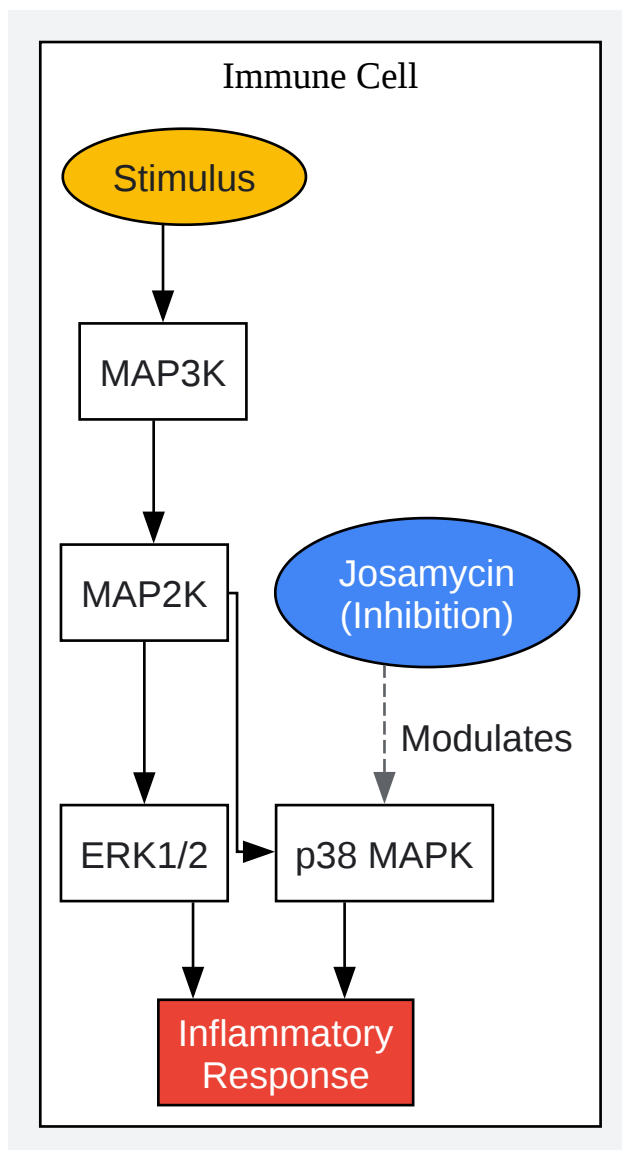 Immune Cell
Stimulus
MAP3K
MAP2K
Josamycin
(Inhibition)
Modulates
ERK1/2
p38 MAPK
Inflammatory
Response